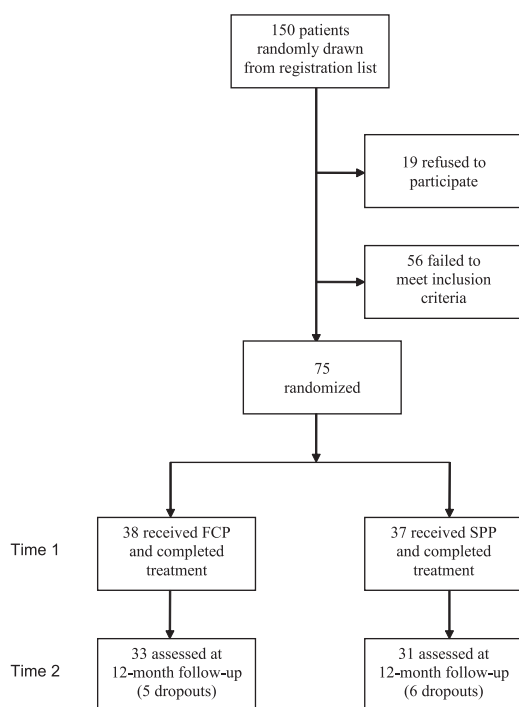 150 patients
randomly drawn
from registration list
19 refused to
participate
56 failed to
meet inclusion
criteria
75
randomized
Time 1
38 received FCP
and completed
treatment
37 received SPP
and completed
treatment
Time 2
33 assessed at
12-month follow-up
(5 dropouts)
31 assessed at
12-month follow-up
(6 dropouts)